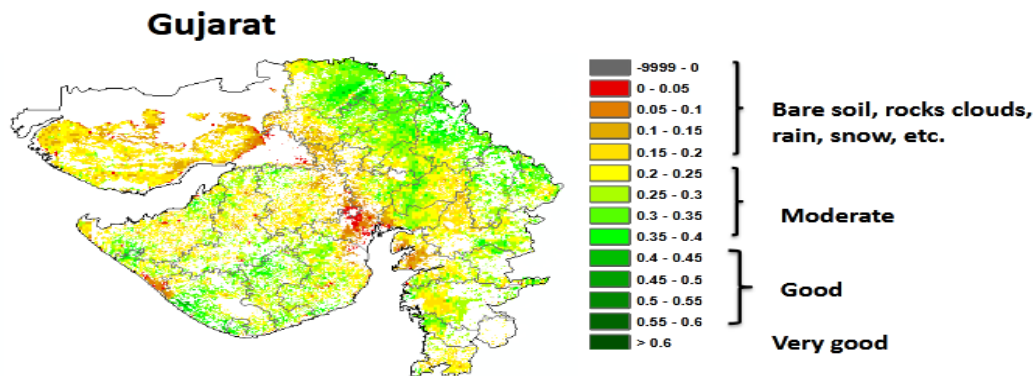 Gujarat
-9999 - 0
0 - 0.05
0.05 - 0.1
0.1 - 0.15
0.15 - 0.2
0.2 - 0.25
0.25 - 0.3
0.3 - 0.35
0.35 - 0.4
0.4 - 0.45
0.45 - 0.5
0.5 - 0.55
0.55 - 0.6
> 0.6
Bare soil, rocks clouds,
rain, snow, etc.
Moderate
Good
Very good